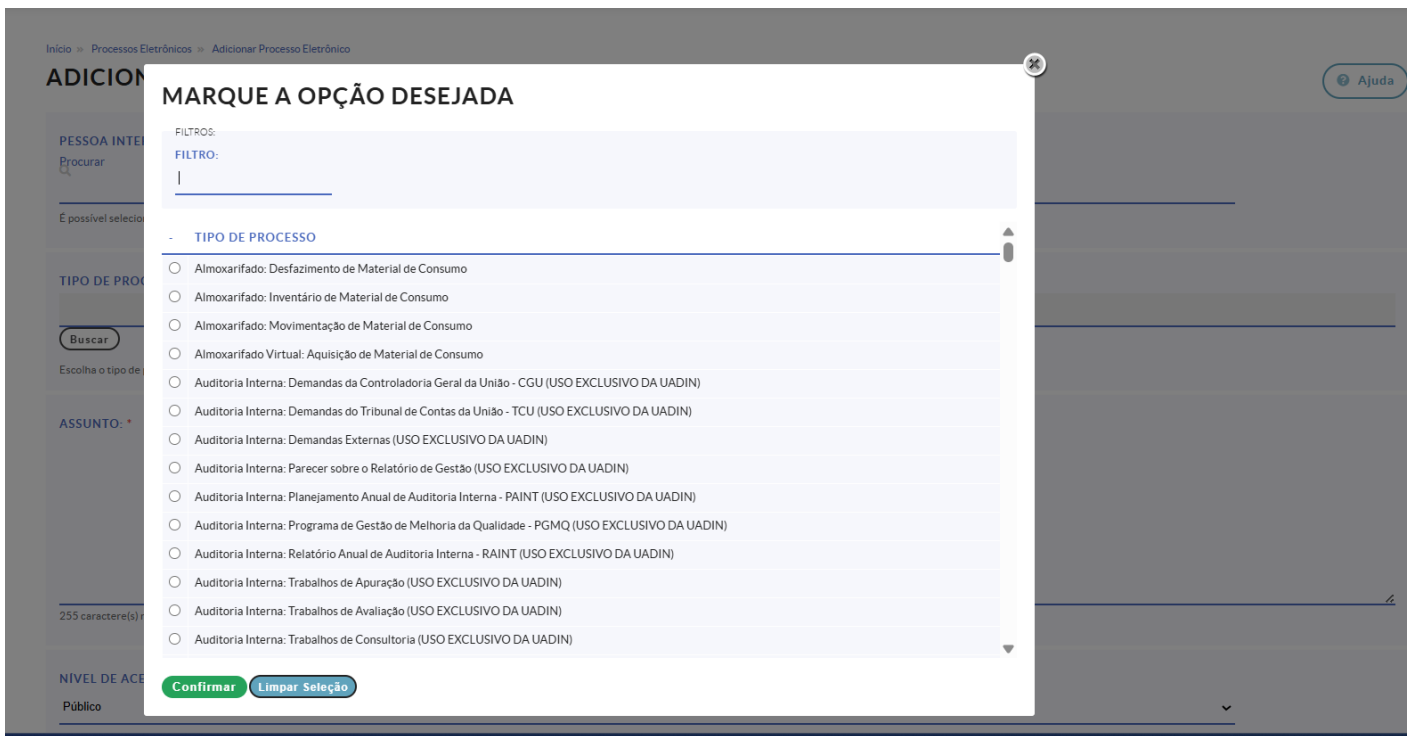 Início » Processos Eletrônicos » Adicionar Processo Eletrônico
Ajuda
MARQUE A OPÇÃO DESEJADA
FILTROS:
FILTRO:
PESSOA
Procurar
É possível
TIPO DE
Buscar
Escolha o tipo de
ASSUNTO: *
255 caractere(s)
NÍVEL DE
Público
- TIPO DE PROCESSO
Almoxarifado: Desfazimento de Material de Consumo
Almoxarifado: Inventário de Material de Consumo
Almoxarifado: Movimentação de Material de Consumo
Almoxarifado Virtual: Aquisição de Material de Consumo
Auditoria Interna: Demandas da Controladoria Geral da União - CGU (USO EXCLUSIVO DA UADIN)
Auditoria Interna: Demandas do Tribunal de Contas da União - TCU (USO EXCLUSIVO DA UADIN)
Auditoria Interna: Demandas Externas (USO EXCLUSIVO DA UADIN)
Auditoria Interna: Parecer sobre o Relatório de Gestão (USO EXCLUSIVO DA UADIN)
Auditoria Interna: Planejamento Anual de Auditoria Interna - PAINT (USO EXCLUSIVO DA UADIN)
Auditoria Interna: Programa de Gestão de Melhoria da Qualidade - PGMQ (USO EXCLUSIVO DA UADIN)
Auditoria Interna: Relatório Anual de Auditoria Interna - RAINT (USO EXCLUSIVO DA UADIN)
Auditoria Interna: Trabalhos de Apuração (USO EXCLUSIVO DA UADIN)
Auditoria Interna: Trabalhos de Avaliação (USO EXCLUSIVO DA UADIN)
Auditoria Interna: Trabalhos de Consultoria (USO EXCLUSIVO DA UADIN)
Confirmar
Limpar Seleção